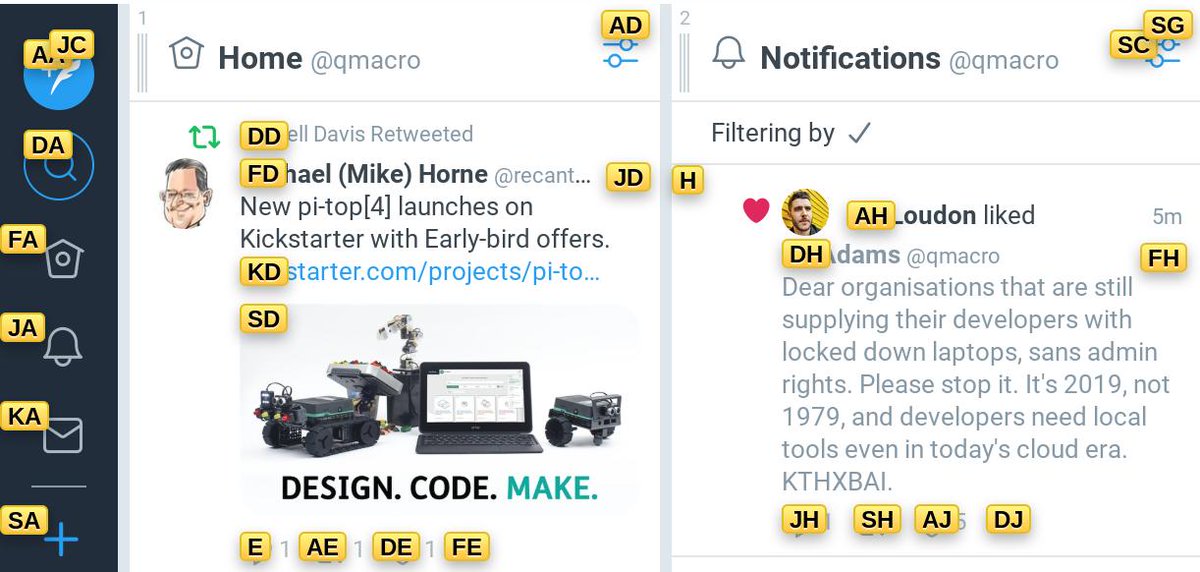 AA
JC
DA
FA
JA
KA
SA
1
Home @qmacro
AD
DD ell Davis Retweeted
FD hael (Mike) Horne @recant…
JD
New pi-top[4] launches on
Kickstarter with Early-bird offers.
KD starter.com/projects/pi-to…
SD
DESIGN. CODE. MAKE.
E 1 AE 1 DE 1 FE
2
Notifications @qmacro
SC
SG
Filtering by
H
AH Loudon liked
5m
DH Adams @qmacro
FH
Dear organisations that are still
supplying their developers with
locked down laptops, sans admin
rights. Please stop it. It's 2019, not
1979, and developers need local
tools even in today's cloud era.
KTHXBAI.
JH SH AJ 5 DJ